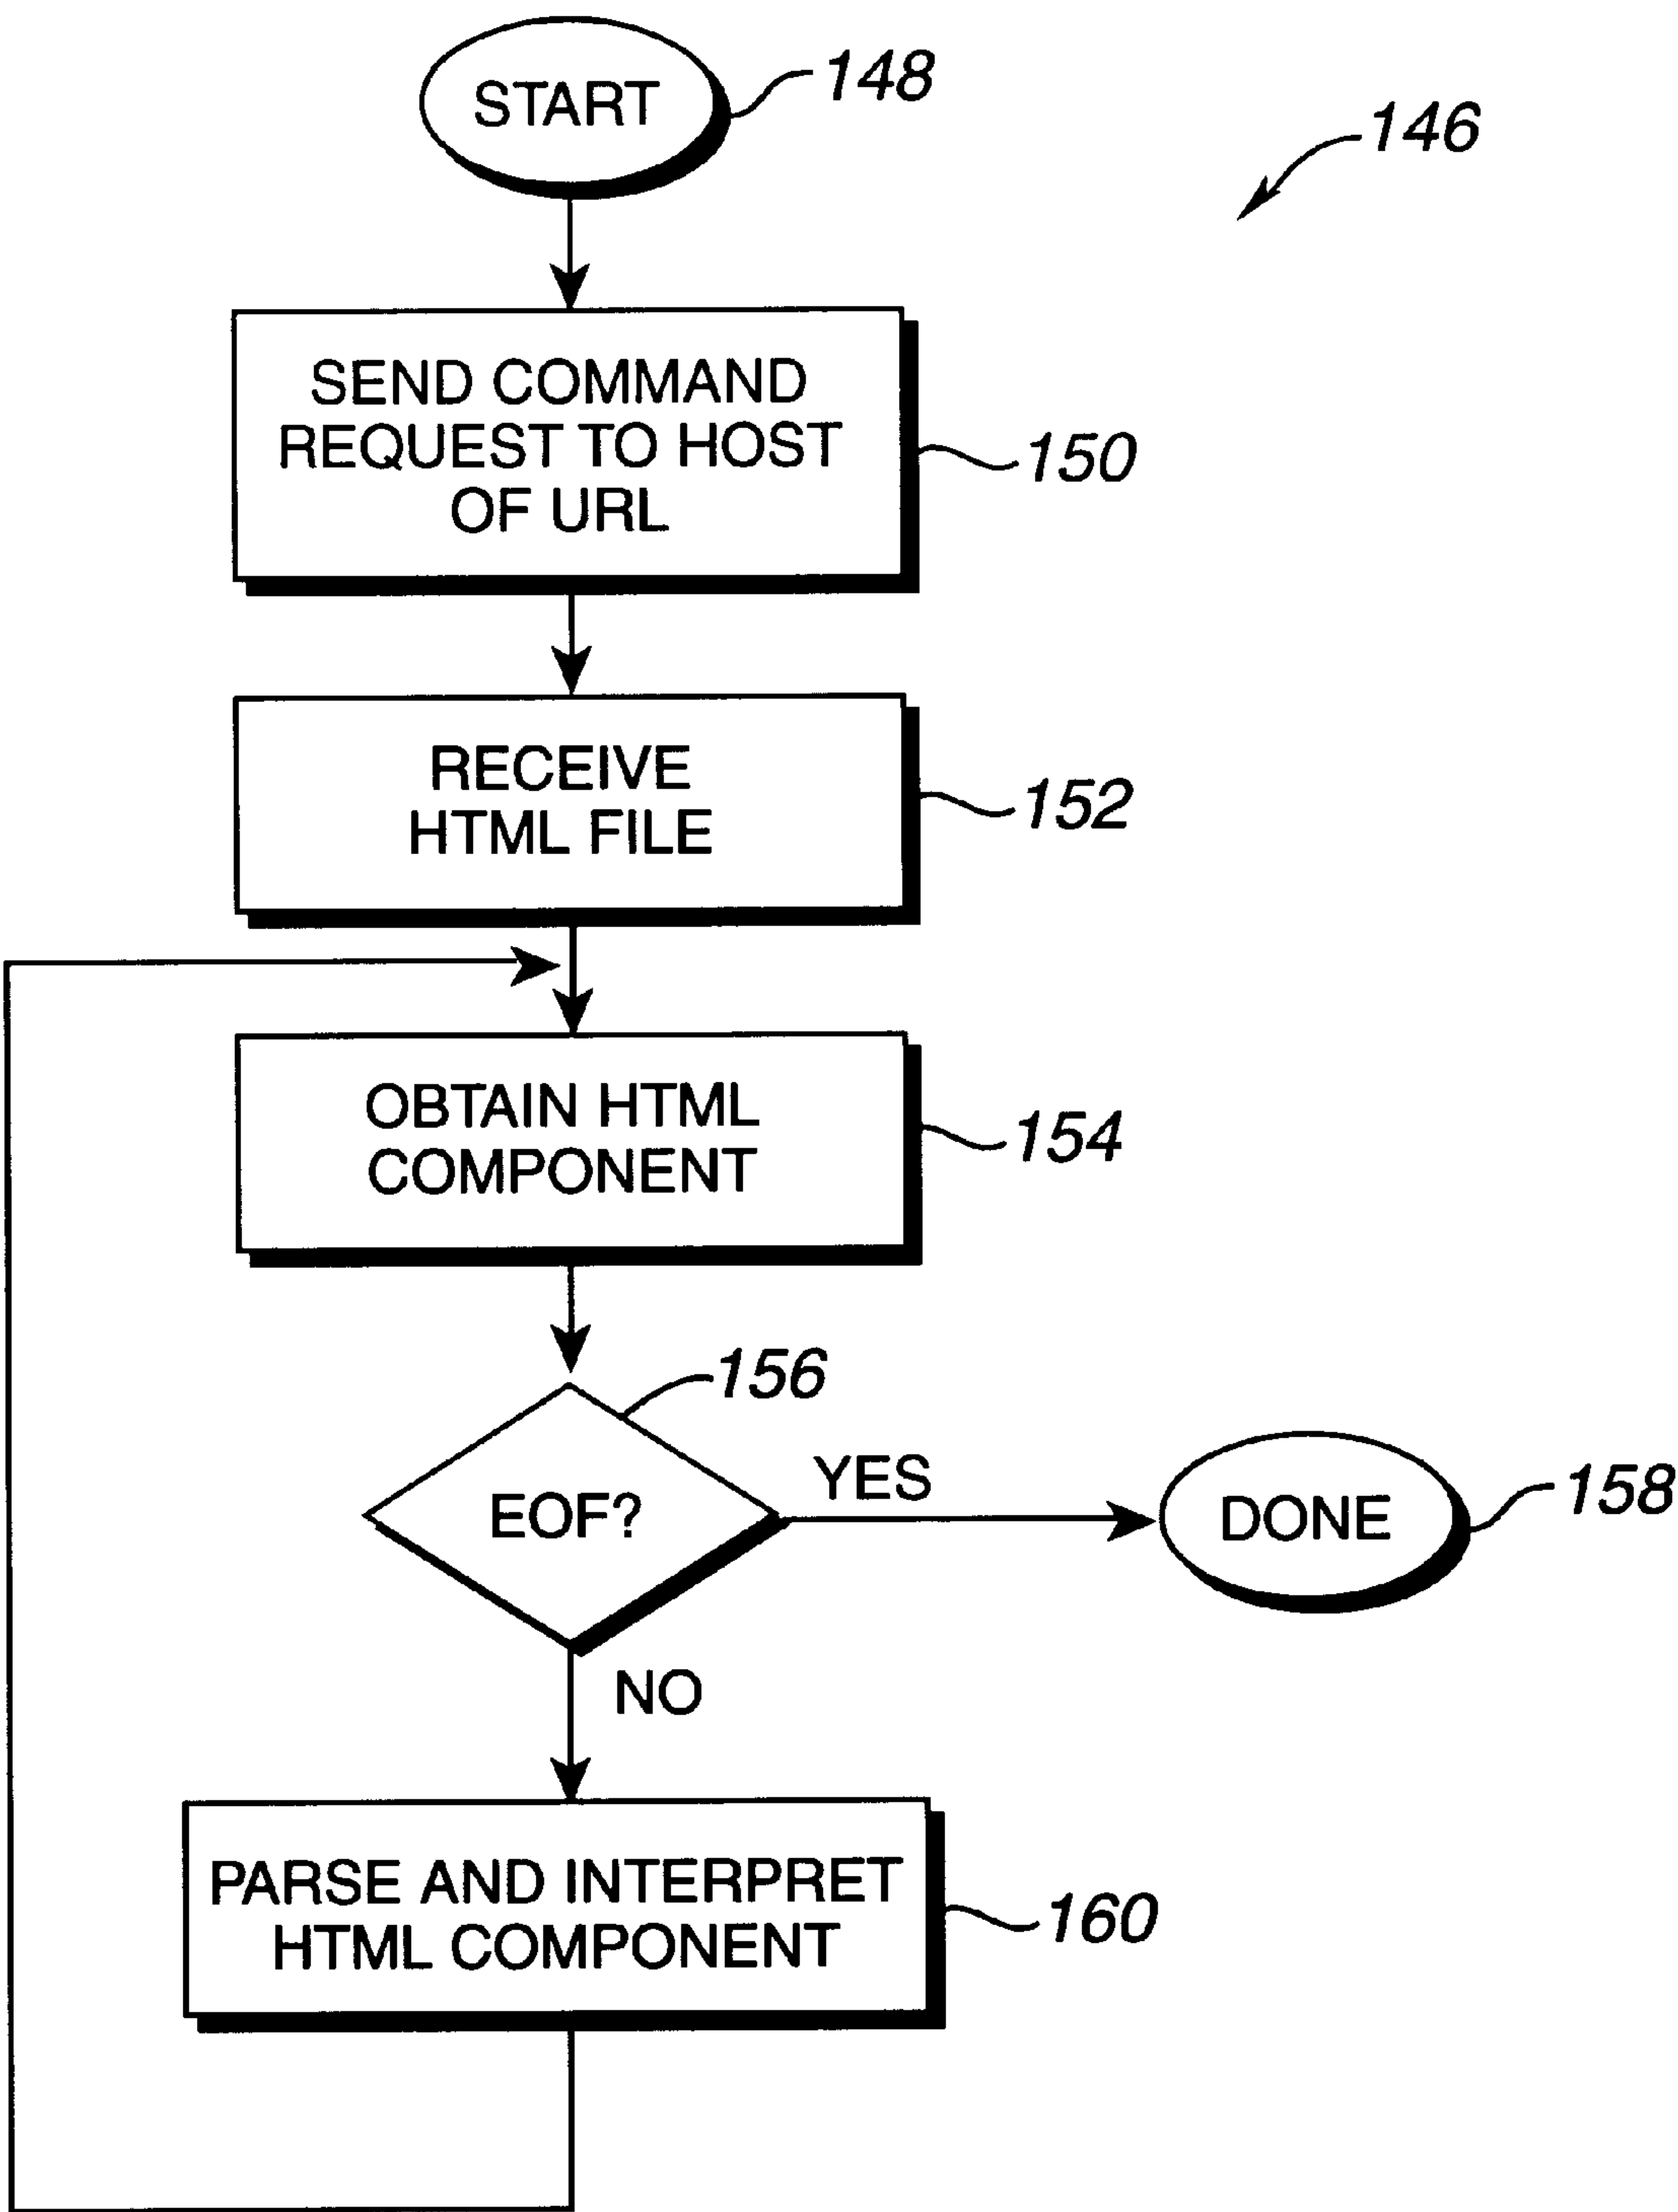 START
148
146
SEND COMMAND
REQUEST TO HOST
OF URL
150
RECEIVE
HTML FILE
152
OBTAIN HTML
COMPONENT
154
156
EOF?
YES
DONE
158
NO
PARSE AND INTERPRET
HTML COMPONENT
160